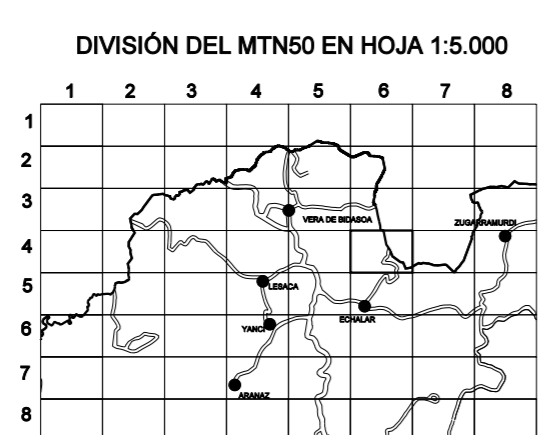 DIVISIÓN DEL MTN50 EN HOJA 1:5.000
1 2 3 4 5 6 7 8
1
2
3
VERA DE BIDASOA
ZUGARRAMURDI
4
5
LESACA
ECHALAR
6
YANCI
7
ARANAZ
8